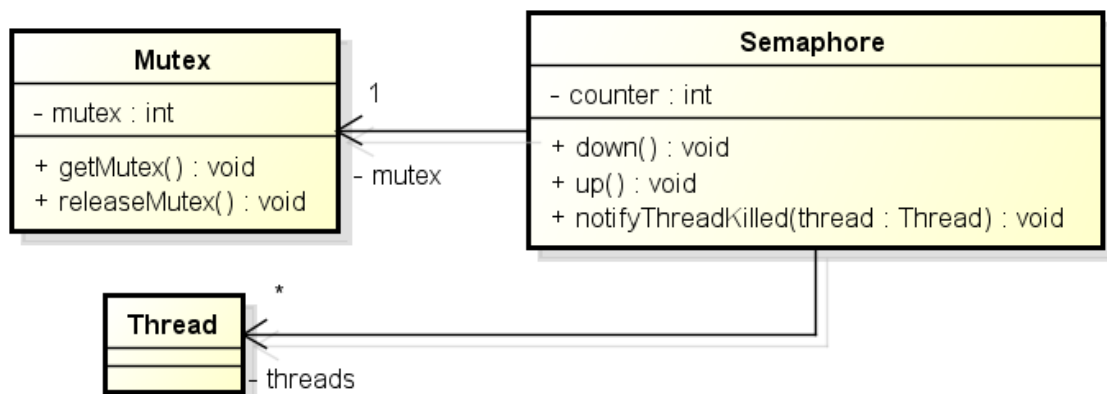 Mutex
- mutex : int
+ getMutex() : void
+ releaseMutex() : void
1
- mutex
Semaphore
- counter : int
+ down() : void
+ up() : void
+ notifyThreadKilled(thread : Thread) : void
*
Thread
- threads